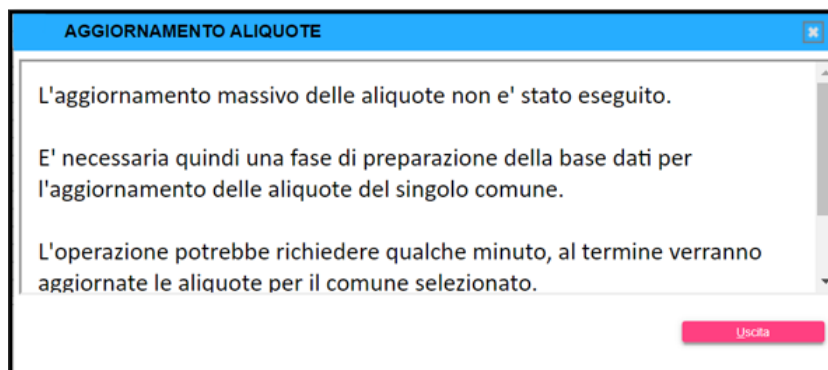 AGGIORNAMENTO ALIQUOTE
L'aggiornamento massivo delle aliquote non e' stato eseguito.
E' necessaria quindi una fase di preparazione della base dati per
l'aggiornamento delle aliquote del singolo comune.
L'operazione potrebbe richiedere qualche minuto, al termine verranno
aggiornate le aliquote per il comune selezionato.
Uscita